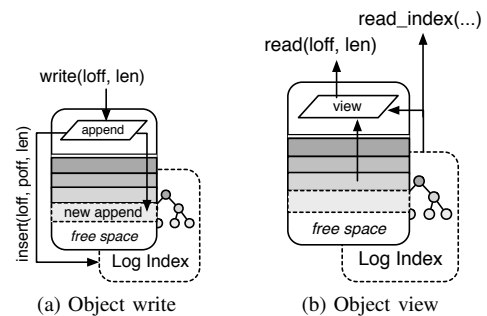 write(loff, len)
append
insert(loff, poff, len)
new append
free space
Log Index
(a) Object write
read_index(...)
read(loff, len)
view
free space
Log Index
(b) Object view